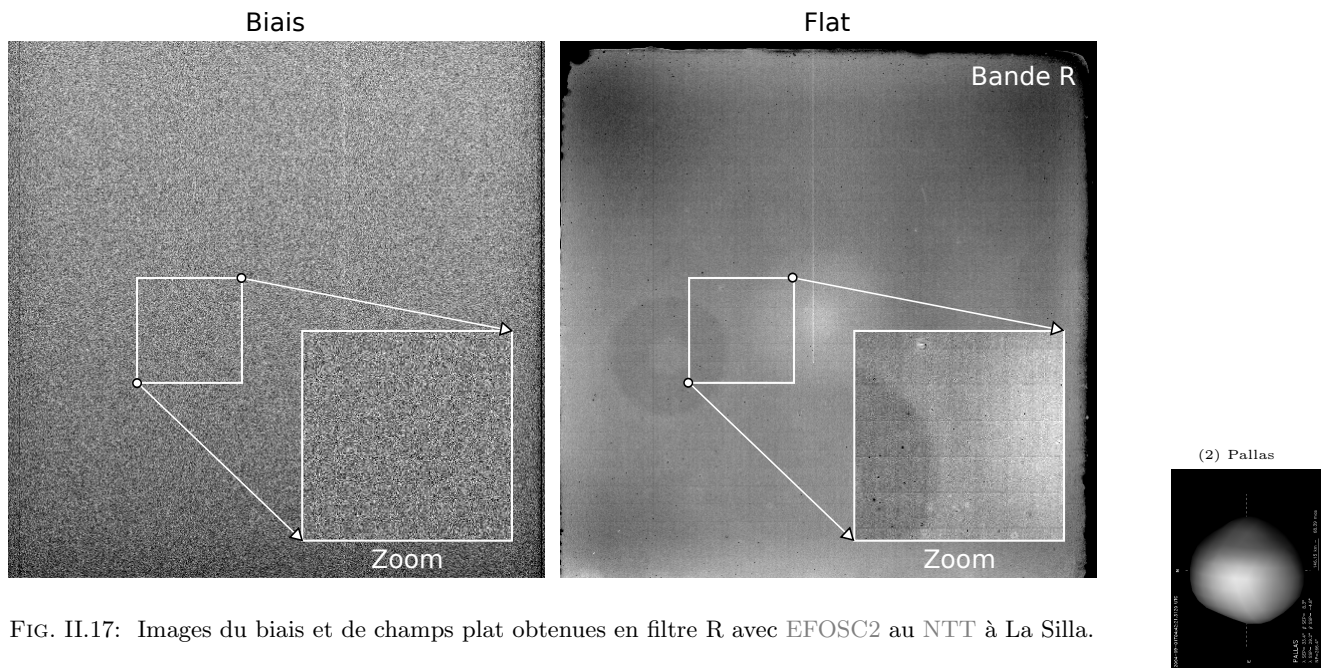 Biais
Flat
Bande R
Zoom
Zoom
FIG. II.17: Images du biais et de champs plat obtenues en filtre R avec EFOSC2 au NTT à La Silla.
(2) Pallas
PALLAS